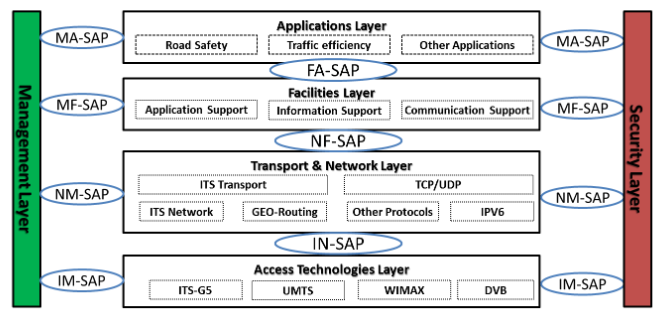 Applications Layer
MA-SAP
MA-SAP
Road Safety
Traffic efficiency
Other Applications
FA-SAP
Management Layer
Security Layer
Facilities Layer
MF-SAP
MF-SAP
Application Support
Information Support
Communication Support
NF-SAP
Transport & Network Layer
ITS Transport
TCP/UDP
NM-SAP
NM-SAP
ITS Network
GEO-Routing
Other Protocols
IPV6
IN-SAP
Access Technologies Layer
IM-SAP
IM-SAP
ITS-G5
UMTS
WIMAX
DVB